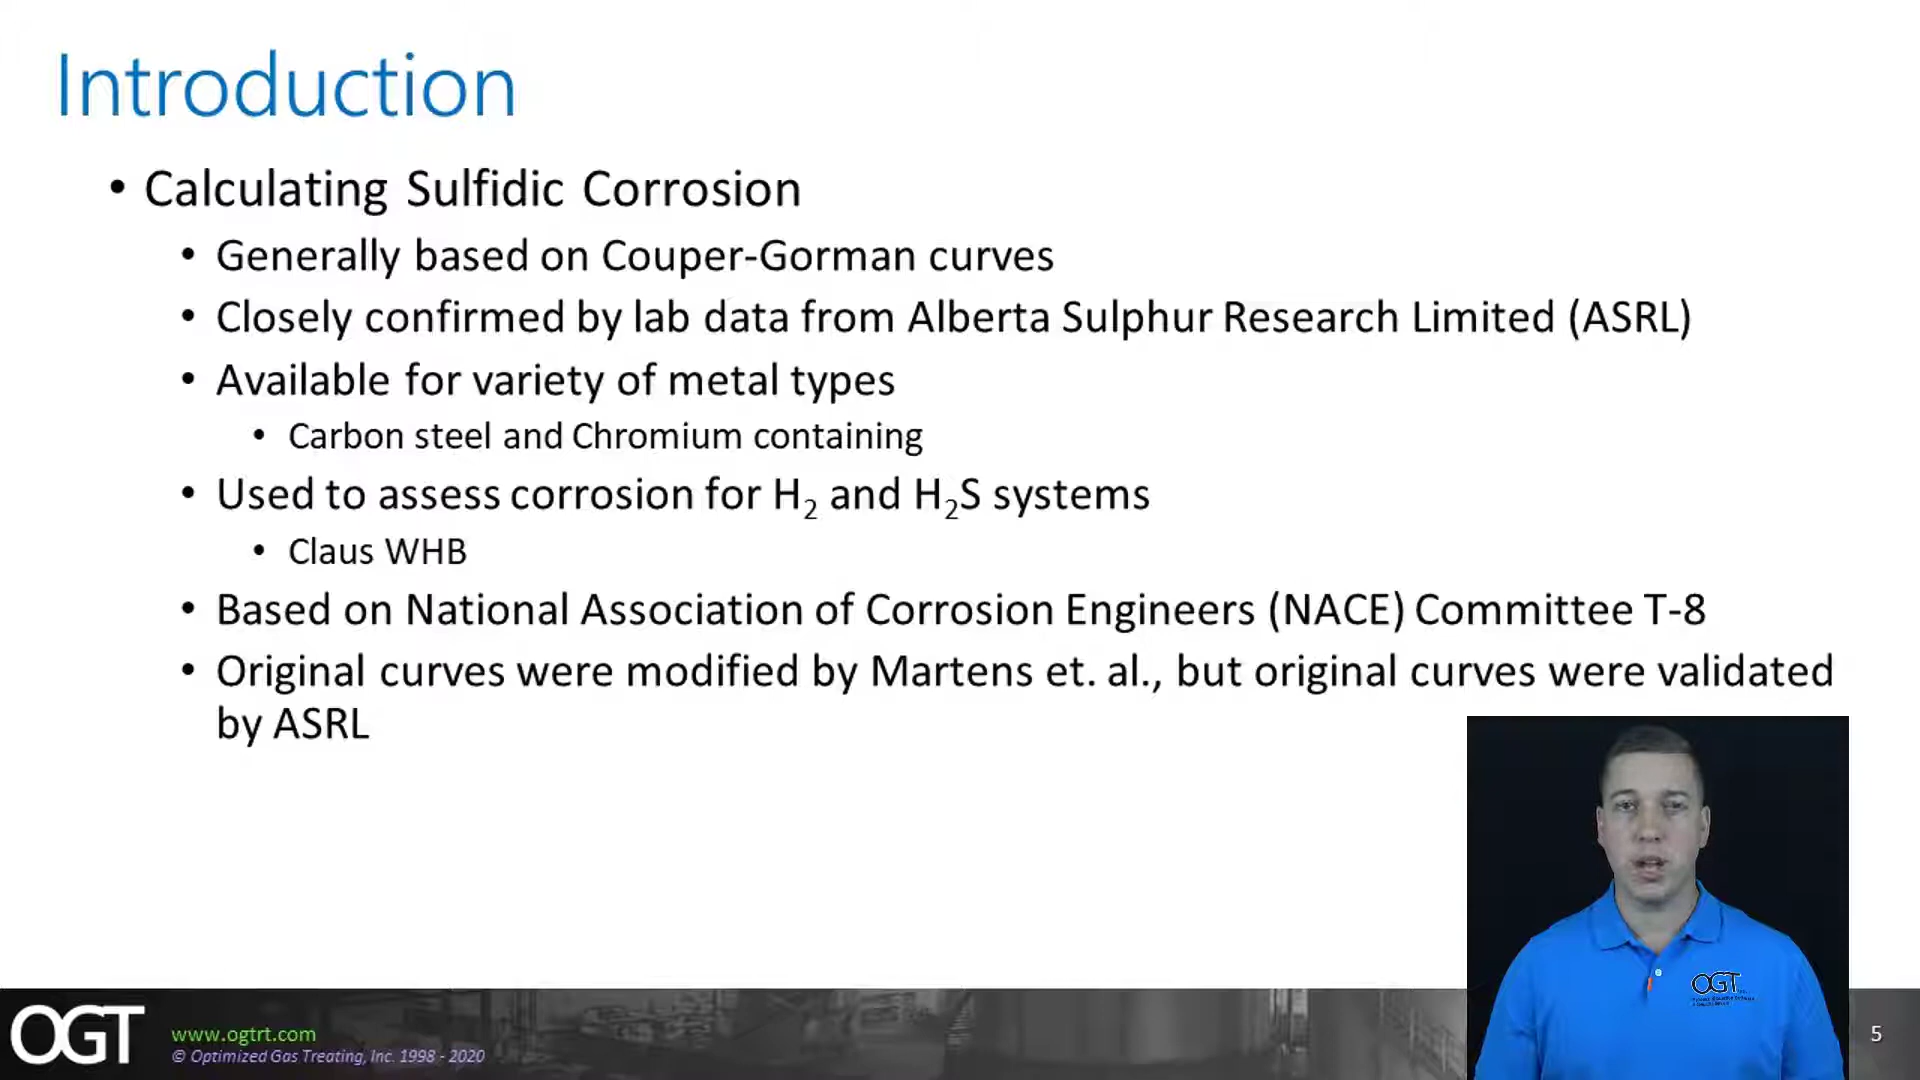 Introduction
• Calculating Sulfidic Corrosion
• Generally based on Couper-Gorman curves
• Closely confirmed by lab data from Alberta Sulphur Research Limited (ASRL)
• Available for variety of metal types
• Carbon steel and Chromium containing
• Used to assess corrosion for H₂ and H₂S systems
• Claus WHB
• Based on National Association of Corrosion Engineers (NACE) Committee T-8
• Original curves were modified by Martens et. al., but original curves were validated
by ASRL
OGT
OGT
www.ogtrt.com
© Optimized Gas Treating, Inc. 1998 - 2020
5